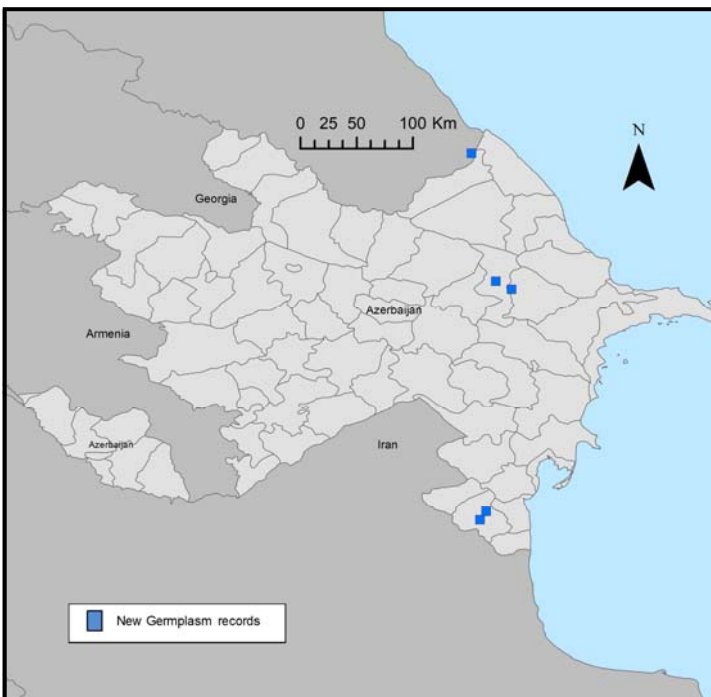 0 25 50 100 Km
N
Georgia
Azerbaijan
Armenia
Azerbaijan
Iran
New Germplasm records